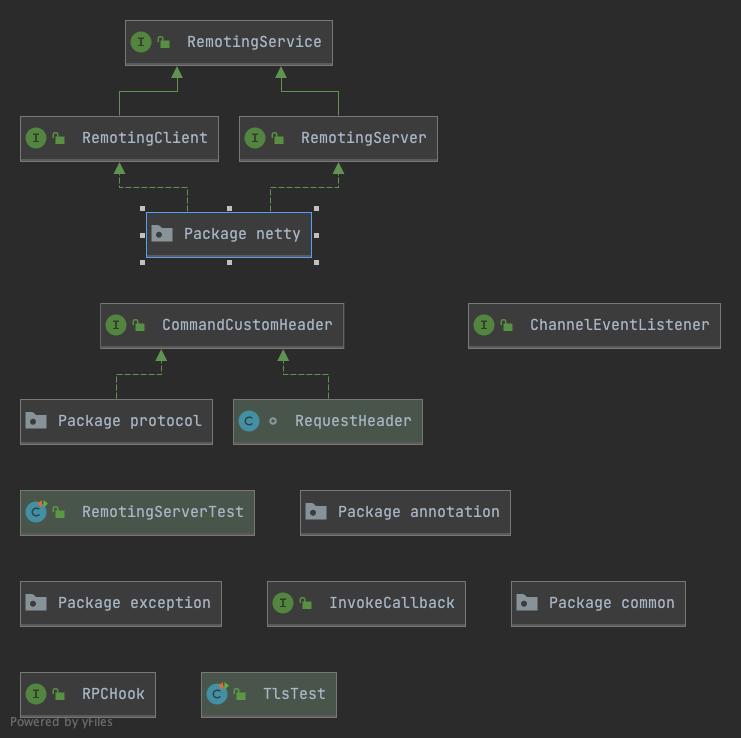 RemotingService
RemotingClient
RemotingServer
Package netty
CommandCustomHeader
ChannelEventListener
Package protocol
RequestHeader
RemotingServerTest
Package annotation
Package exception
InvokeCallback
Package common
RPCHook
TlsTest
Powered by yFiles